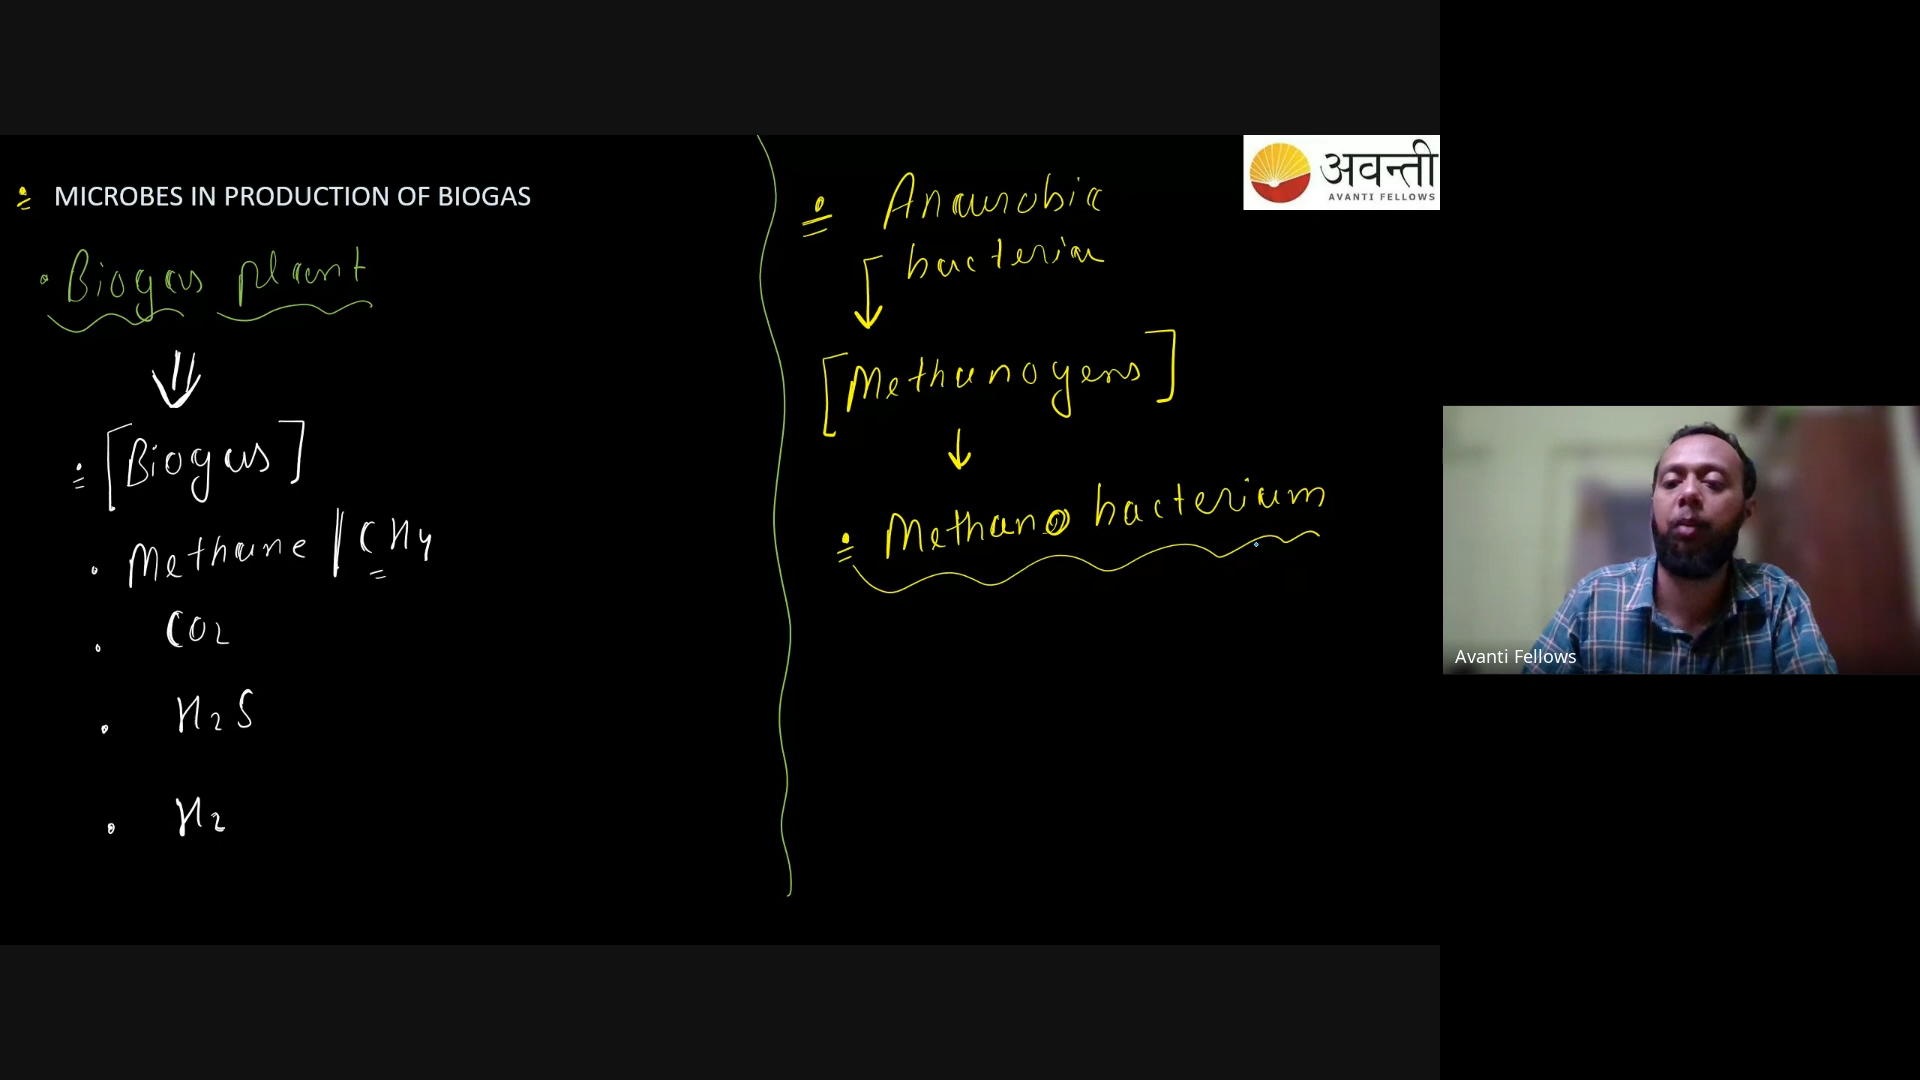 MICROBES IN PRODUCTION OF BIOGAS
Biogas plant
[Biogas]
Methane / CH4
CO2
H2S
H2
Anaerobic
bacteria
[Methanogens]
Methanobacterium
अवन्ती
AVANTI FELLOWS
Avanti Fellows